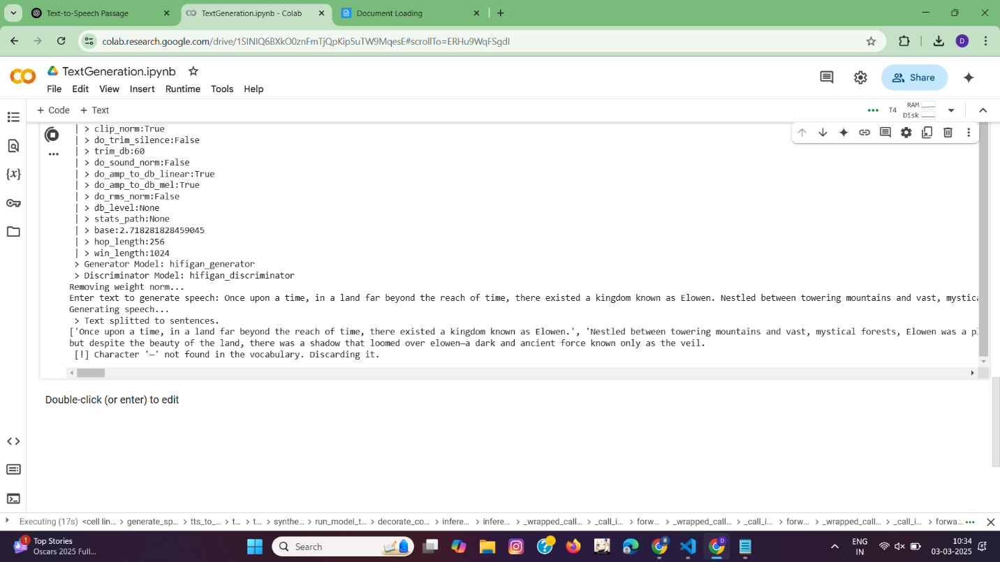 Text-to-Speech Passage
TextGeneration.ipynb - Colab
Document Loading
colab.research.google.com/drive/1SINIQ6BXkO0znFmTjQpKip5uTW9MqesE#scrollTo=ERHu9WqFSgdI
D
TextGeneration.ipynb
File Edit View Insert Runtime Tools Help
Share
+ Code + Text
T4
RAM
Disk
| > clip_norm:True
| > do_trim_silence:False
| > trim_db:60
| > do_sound_norm:False
| > do_amp_to_db_linear:True
| > do_amp_to_db_mel:True
| > do_rms_norm:False
| > db_level:None
| > stats_path:None
| > base:2.718281828459045
| > hop_length:256
| > win_length:1024
> Generator Model: hifigan_generator
> Discriminator Model: hifigan_discriminator
Removing weight norm...
Enter text to generate speech: Once upon a time, in a land far beyond the reach of time, there existed a kingdom known as Elowen. Nestled between towering mountains and vast, mystica
Generating speech...
> Text splitted to sentences.
['Once upon a time, in a land far beyond the reach of time, there existed a kingdom known as Elowen.', 'Nestled between towering mountains and vast, mystical forests, Elowen was a pl
but despite the beauty of the land, there was a shadow that loomed over elowen—a dark and ancient force known only as the veil.
[!] Character '—' not found in the vocabulary. Discarding it.
Double-click (or enter) to edit
Executing (17s) <cell lin... > generate_sp... > tts_to_... > t... > t... > synthe... > run_model_t... > decorate_co... > infere... > infere... > _wrapped_call... > _call_i... > forw... > _wrapped_call... > _call_i... > forw... > _wrapped_call... > _call_i... > forwa...
1
Top Stories
Oscars 2025 Full...
Search
D
ENG
IN
10:34
03-03-2025